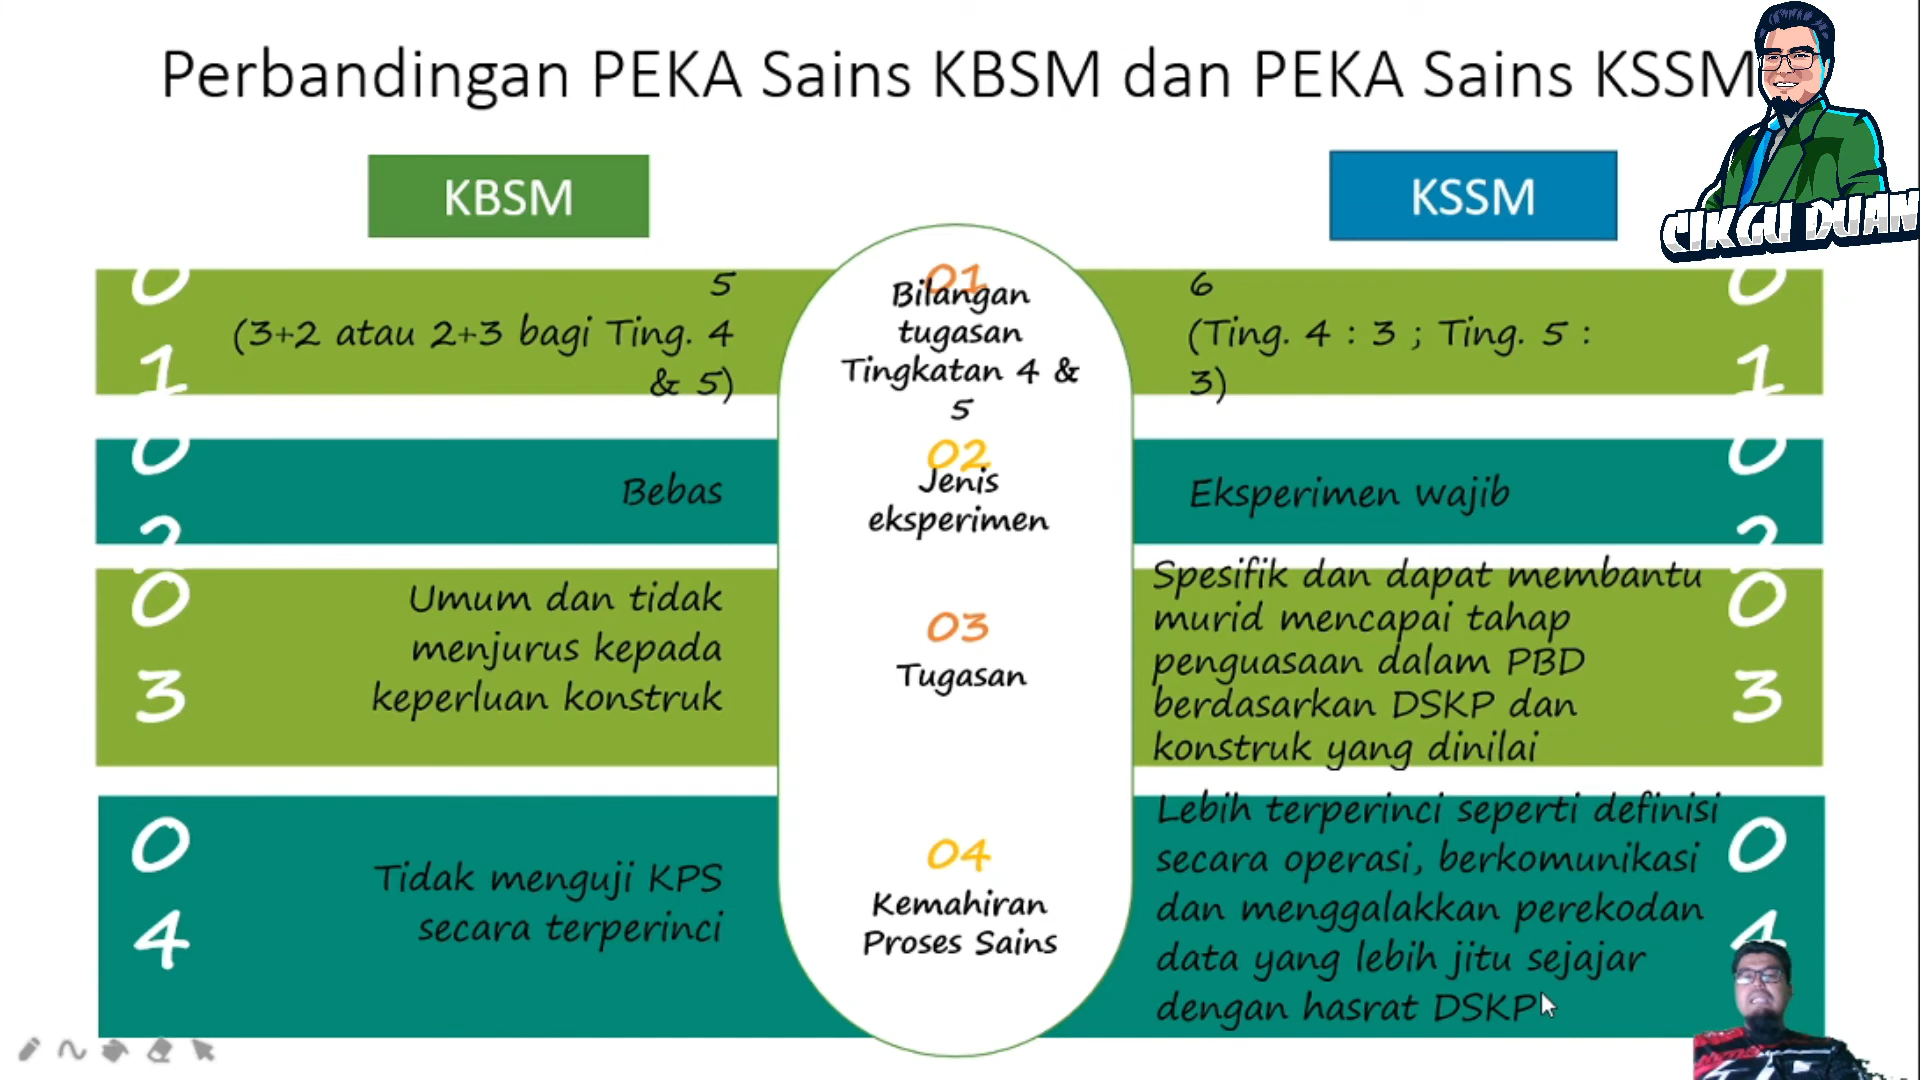 Perbandingan PEKA Sains KBSM dan PEKA Sains KSSM
CIKGU DUAN
KBSM
KSSM
01
5
(3+2 atau 2+3 bagi Ting. 4
& 5)
01
Bilangan
tugasan
Tingkatan 4 &
5
6
(Ting. 4 : 3 ; Ting. 5 :
3)
01
02
Bebas
02
Jenis
eksperimen
Eksperimen wajib
02
03
Umum dan tidak
menjurus kepada
keperluan konstruk
03
Tugasan
Spesifik dan dapat membantu
murid mencapai tahap
penguasaan dalam PBD
berdasarkan DSKP dan
konstruk yang dinilai
03
04
Tidak menguji KPS
secara terperinci
04
Kemahiran
Proses Sains
Lebih terperinci seperti definisi
secara operasi, berkomunikasi
dan menggalakkan perekodan
data yang lebih jitu sejajar
dengan hasrat DSKP
04